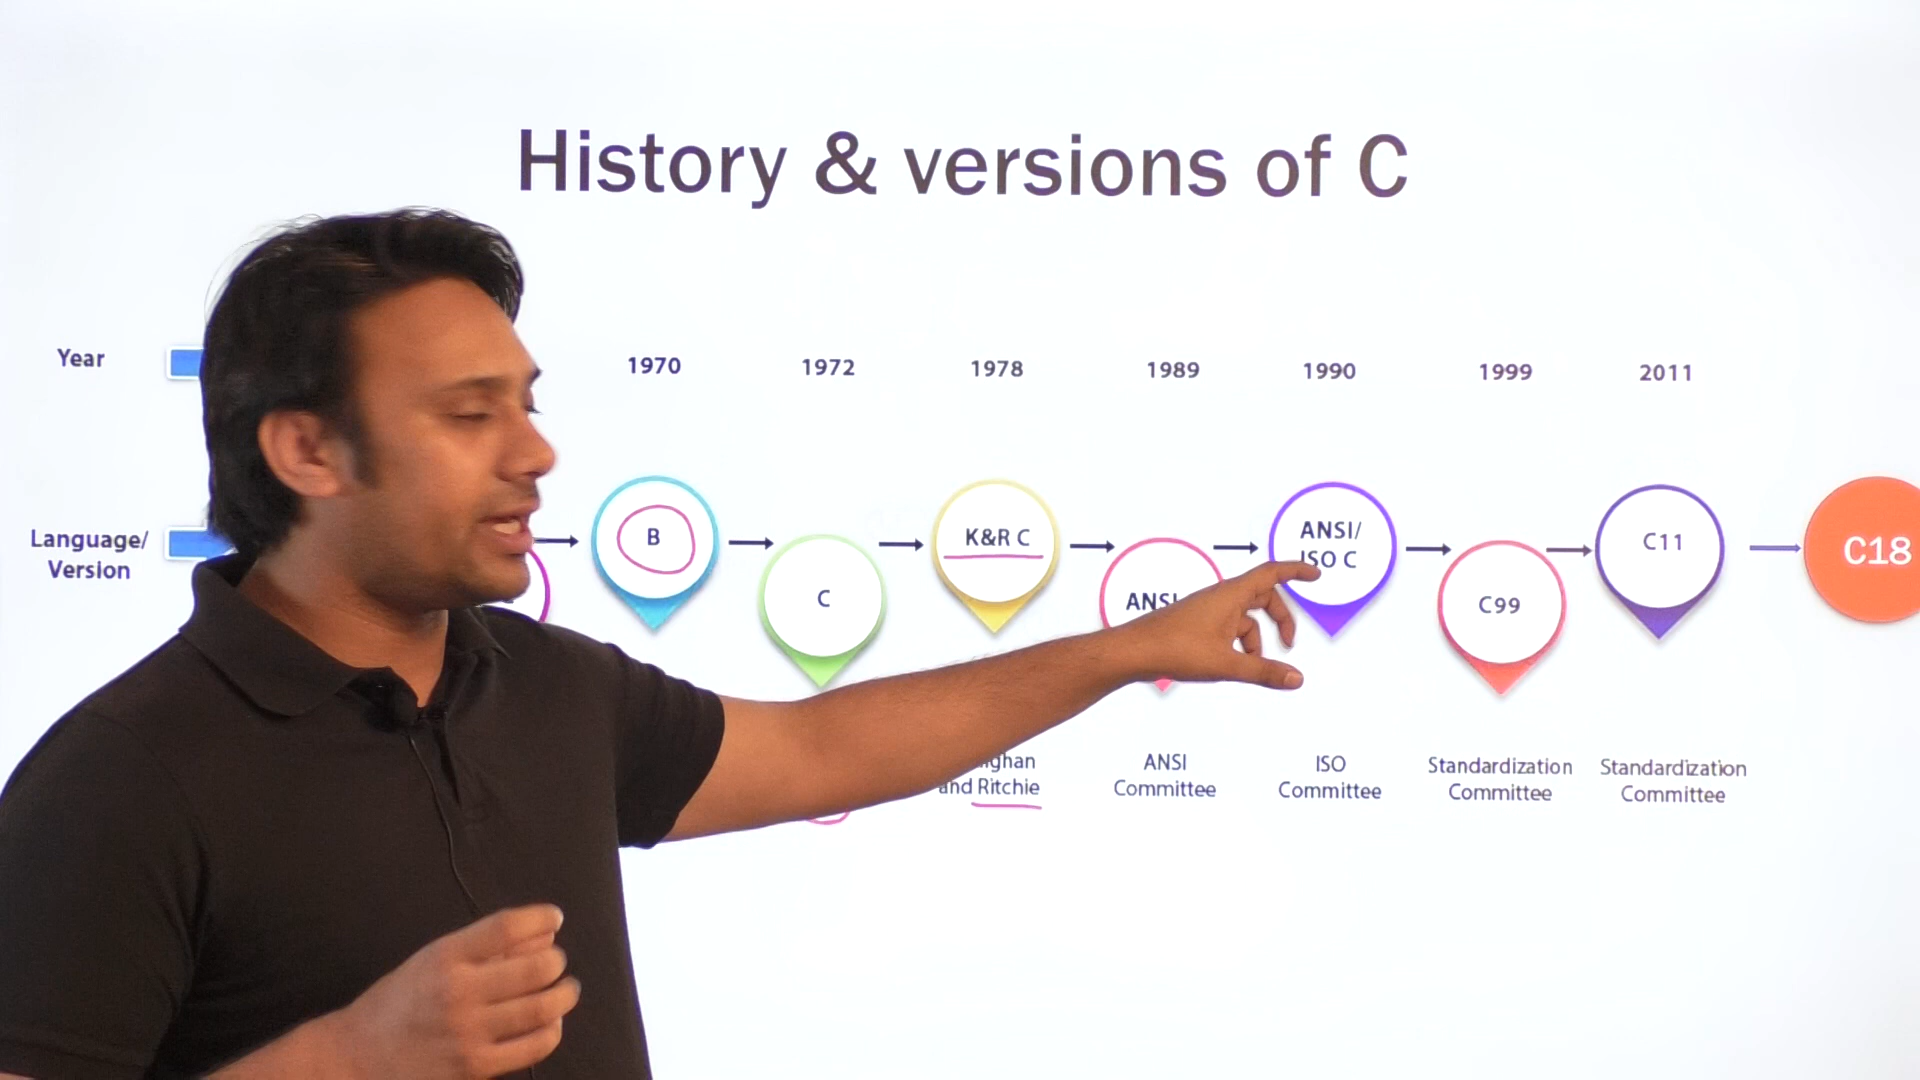 History & versions of C
Year
1970
1972
1978
1989
1990
1999
2011
Language/
Version
B
C
K&R C
ANSI
ANSI/
ISO C
C99
C11
C18
and Ritchie
ANSI
Committee
ISO
Committee
Standardization
Committee
Standardization
Committee